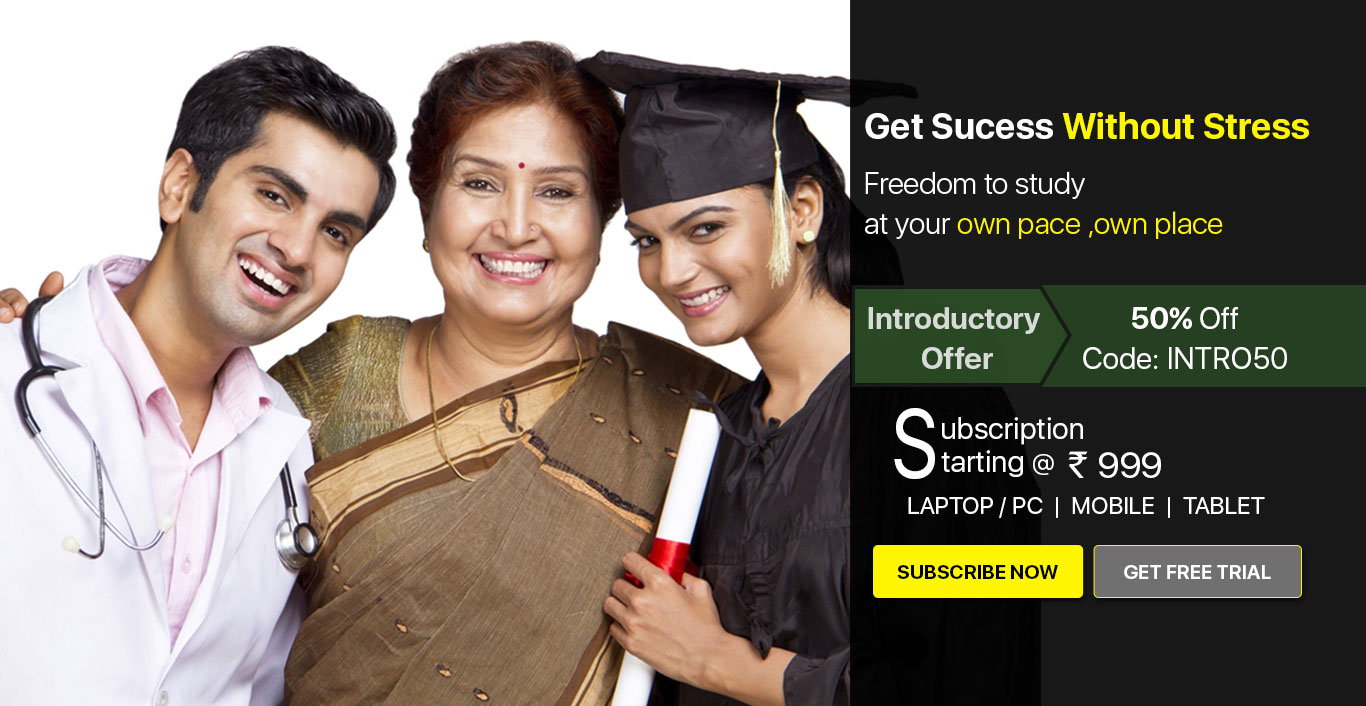 Get Sucess Without Stress
Freedom to study
at your own pace ,own place
Introductory
Offer
50% Off
Code: INTRO50
Subscription
Starting @ ₹ 999
LAPTOP / PC | MOBILE | TABLET
SUBSCRIBE NOW
GET FREE TRIAL